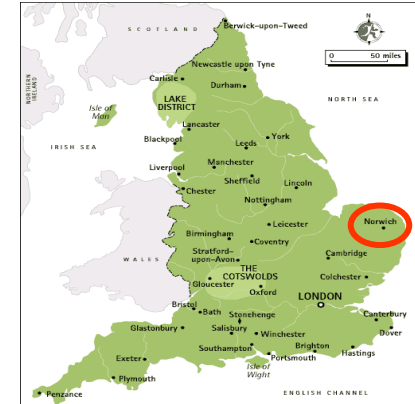 SCOTLAND
Berwick-upon-Tweed
N
0 50 miles
Newcastle upon Tyne
Carlisle
Durham
NORTHERN
IRELAND
LAKE
DISTRICT
NORTH SEA
Isle of
Man
Lancaster
York
Blackpool
Leeds
IRISH SEA
Manchester
Liverpool
Sheffield
Chester
Lincoln
Nottingham
Norwich
Leicester
Birmingham
Coventry
Stratford-
upon-Avon
Cambridge
WALES
THE
COTSWOLDS
Colchester
Gloucester
Oxford
LONDON
Bristol
Bath
Stonehenge
Canterbury
Glastonbury
Salisbury
Winchester
Dover
Southampton
Brighton
Hastings
Portsmouth
Exeter
Isle of
Wight
Plymouth
Penzance
ENGLISH CHANNEL